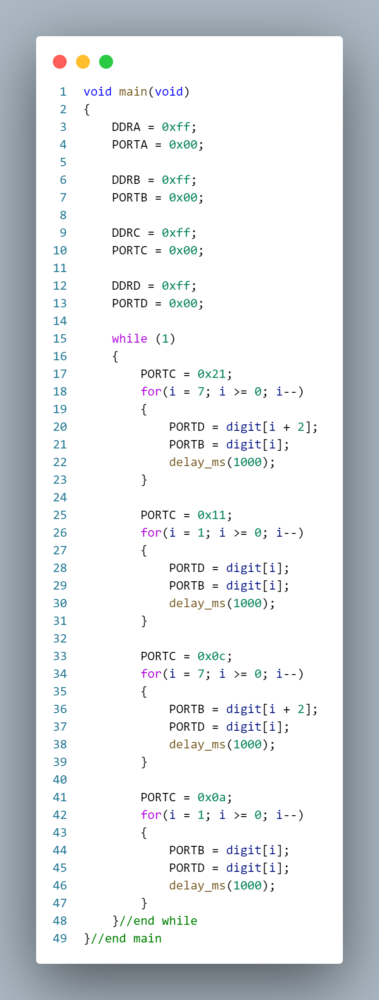 1 void main(void)
2 {
3     DDRA = 0xff;
4     PORTA = 0x00;
5
6     DDRB = 0xff;
7     PORTB = 0x00;
8
9     DDRC = 0xff;
10     PORTC = 0x00;
11
12     DDRD = 0xff;
13     PORTD = 0x00;
14
15     while (1)
16     {
17         PORTC = 0x21;
18         for(i = 7; i >= 0; i--)
19         {
20             PORTD = digit[i + 2];
21             PORTB = digit[i];
22             delay_ms(1000);
23         }
24
25         PORTC = 0x11;
26         for(i = 1; i >= 0; i--)
27         {
28             PORTD = digit[i];
29             PORTB = digit[i];
30             delay_ms(1000);
31         }
32
33         PORTC = 0x0c;
34         for(i = 7; i >= 0; i--)
35         {
36             PORTB = digit[i + 2];
37             PORTD = digit[i];
38             delay_ms(1000);
39         }
40
41         PORTC = 0x0a;
42         for(i = 1; i >= 0; i--)
43         {
44             PORTB = digit[i];
45             PORTD = digit[i];
46             delay_ms(1000);
47         }
48     }//end while
49 }//end main